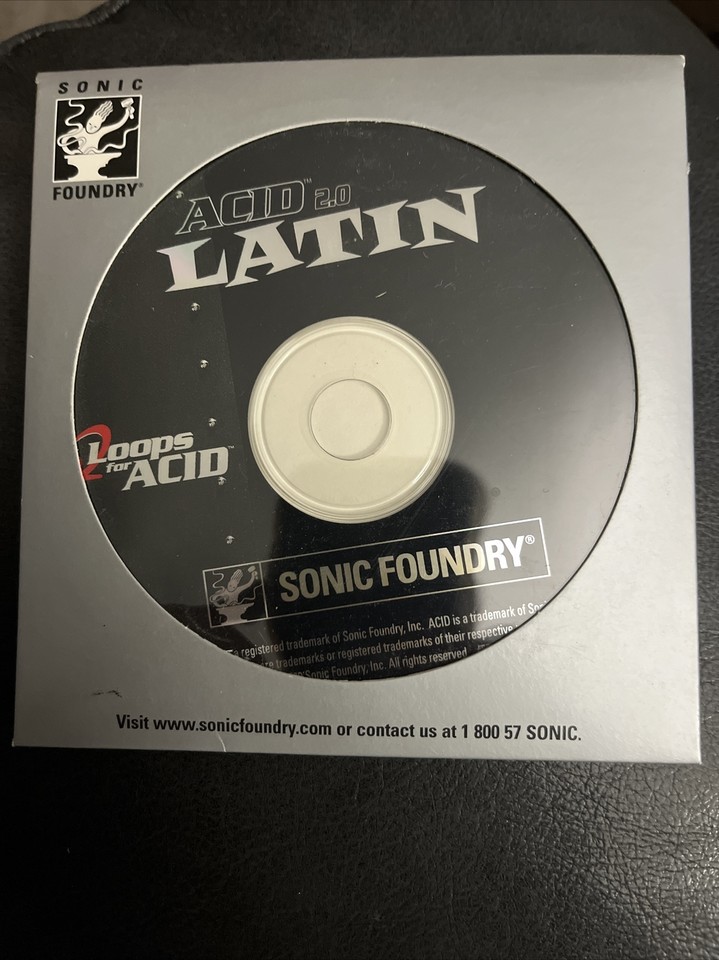 SONIC
FOUNDRY®
ACID™ 2.0
LATIN
Loops
for ACID™
SONIC FOUNDRY®
registered trademark of Sonic Foundry, Inc. ACID is a trademark of
trademarks or registered trademarks of their respective
Sonic Foundry, Inc. All rights reserved
Visit www.sonicfoundry.com or contact us at 1 800 57 SONIC.